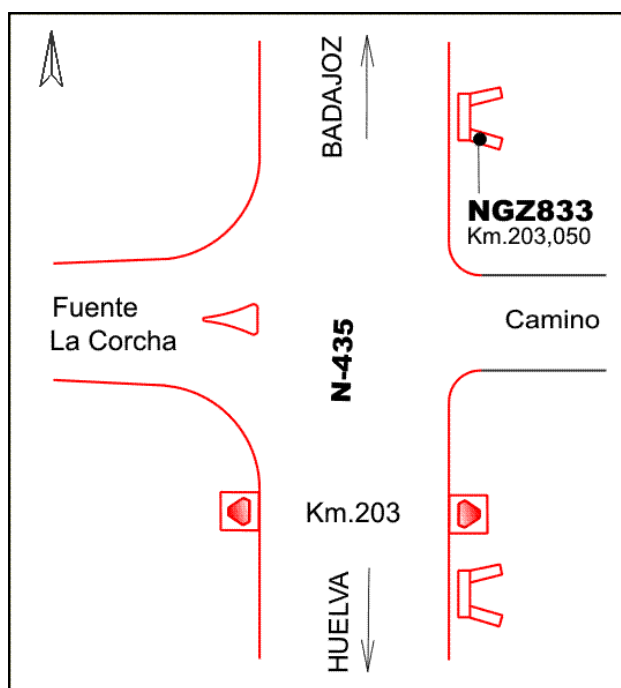 BADAJOZ
NGZ833
Km.203,050
Fuente
La Corcha
Camino
N-435
Km.203
HUELVA